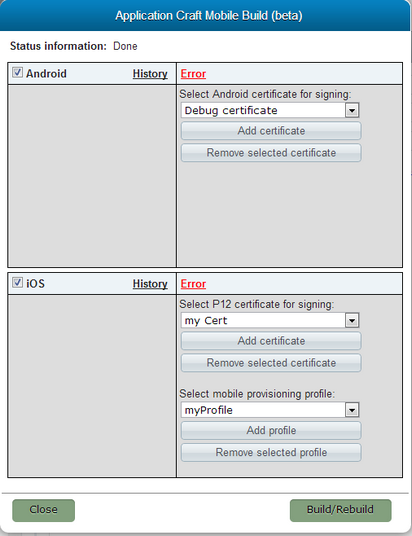 Application Craft Mobile Build (beta)
Status information: Done
Android History Error
Select Android certificate for signing:
Debug certificate
Add certificate
Remove selected certificate
iOS History Error
Select P12 certificate for signing:
my Cert
Add certificate
Remove selected certificate
Select mobile provisioning profile:
myProfile
Add profile
Remove selected profile
Close Build/Rebuild